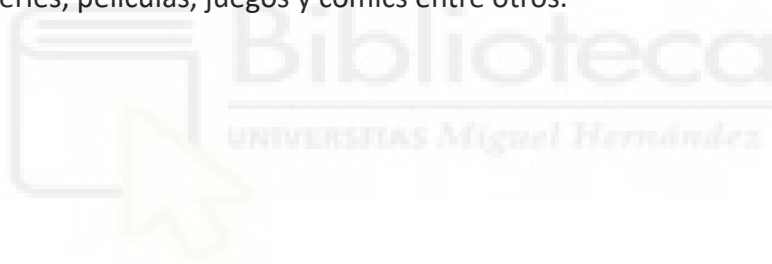 eries, películas, juegos y cómics entre otros.
Biblioteca
UNIVERSITAS Miguel Hernández